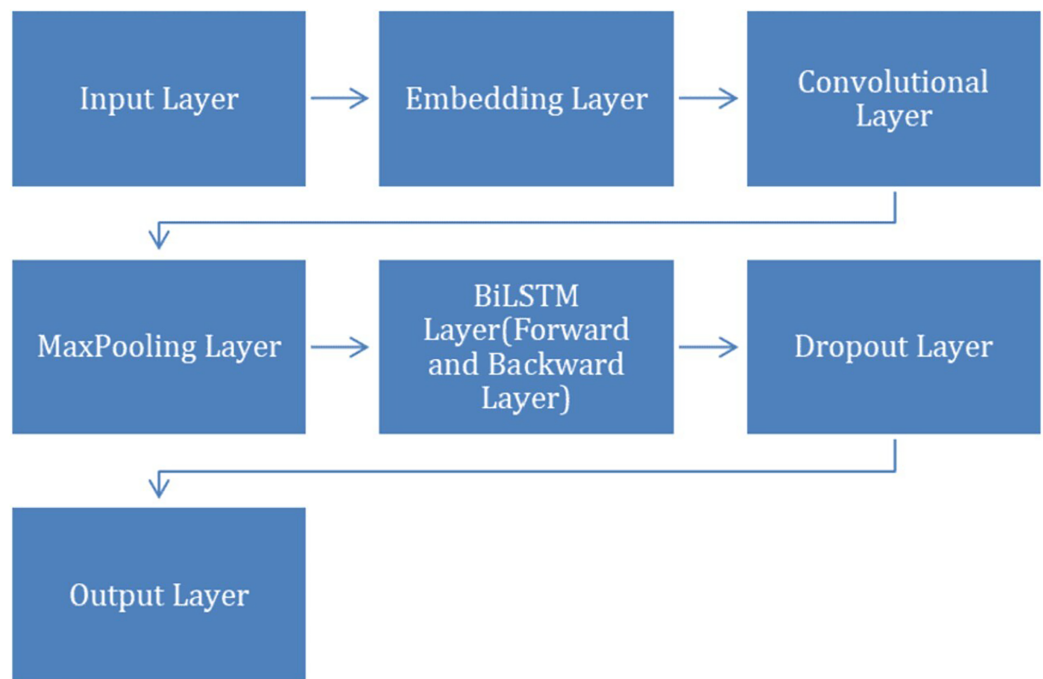 Input Layer
Embedding Layer
Convolutional
Layer
MaxPooling Layer
BiLSTM
Layer(Forward
and Backward
Layer)
Dropout Layer
Output Layer